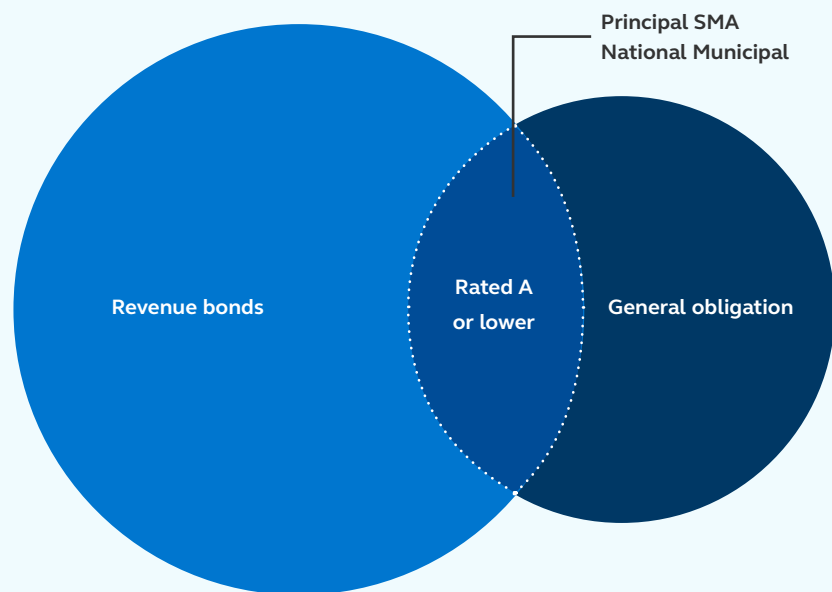 Principal SMA
National Municipal
Revenue bonds
Rated A
or lower
General obligation